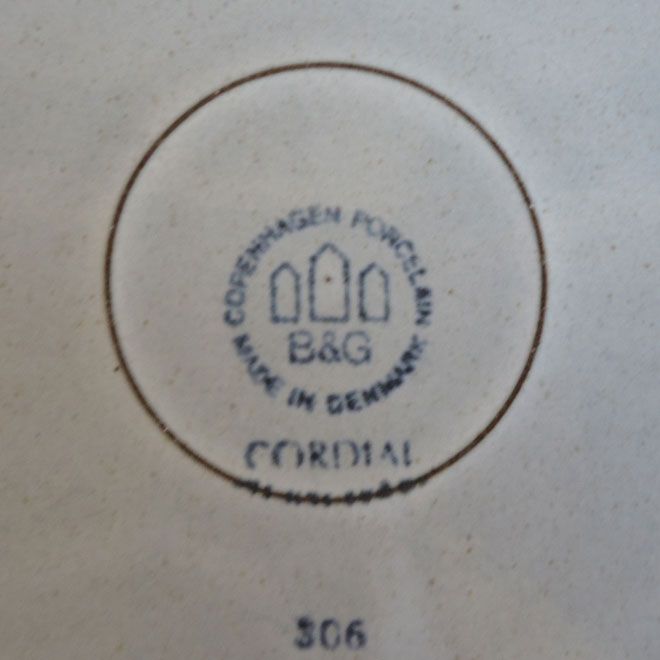 COPENHAGEN PORCELAIN
B&G
MADE IN DENMARK
CORDIAL
306